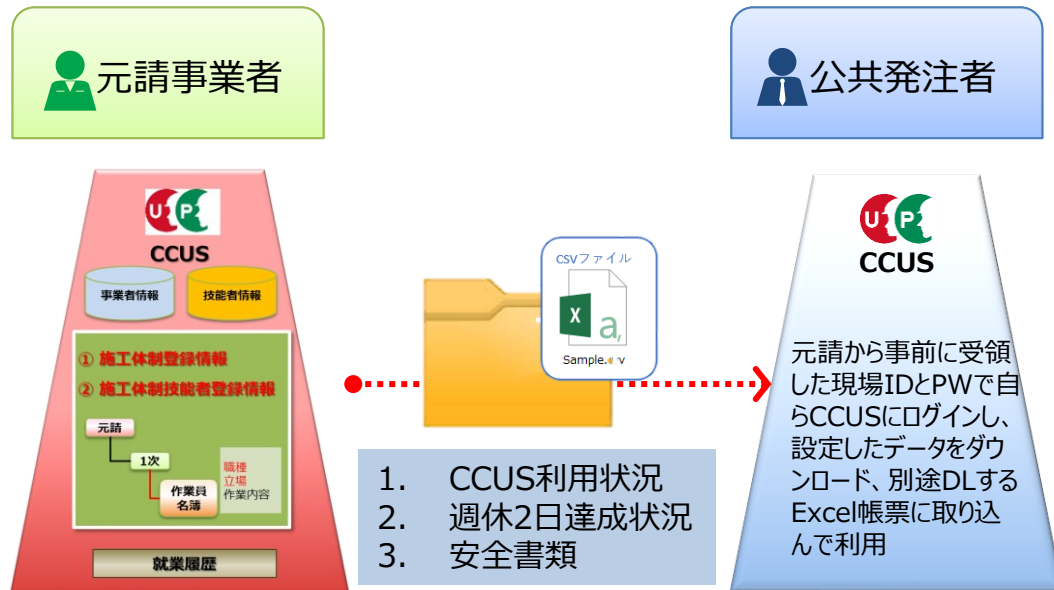 元請事業者
公共発注者
UP
CCUS
事業者情報
技能者情報
① 施工体制登録情報
② 施工体制技能者登録情報
元請
1次
作業員
名簿
職種
立場
作業内容
就業履歴
CSVファイル
X
a,
Sample.csv
1. CCUS利用状況
2. 週休2日達成状況
3. 安全書類
UP
CCUS
元請から事前に受領
した現場IDとPWで自
らCCUSにログインし、
設定したデータをダウ
ンロード、別途DLする
Excel帳票に取り込
んで利用